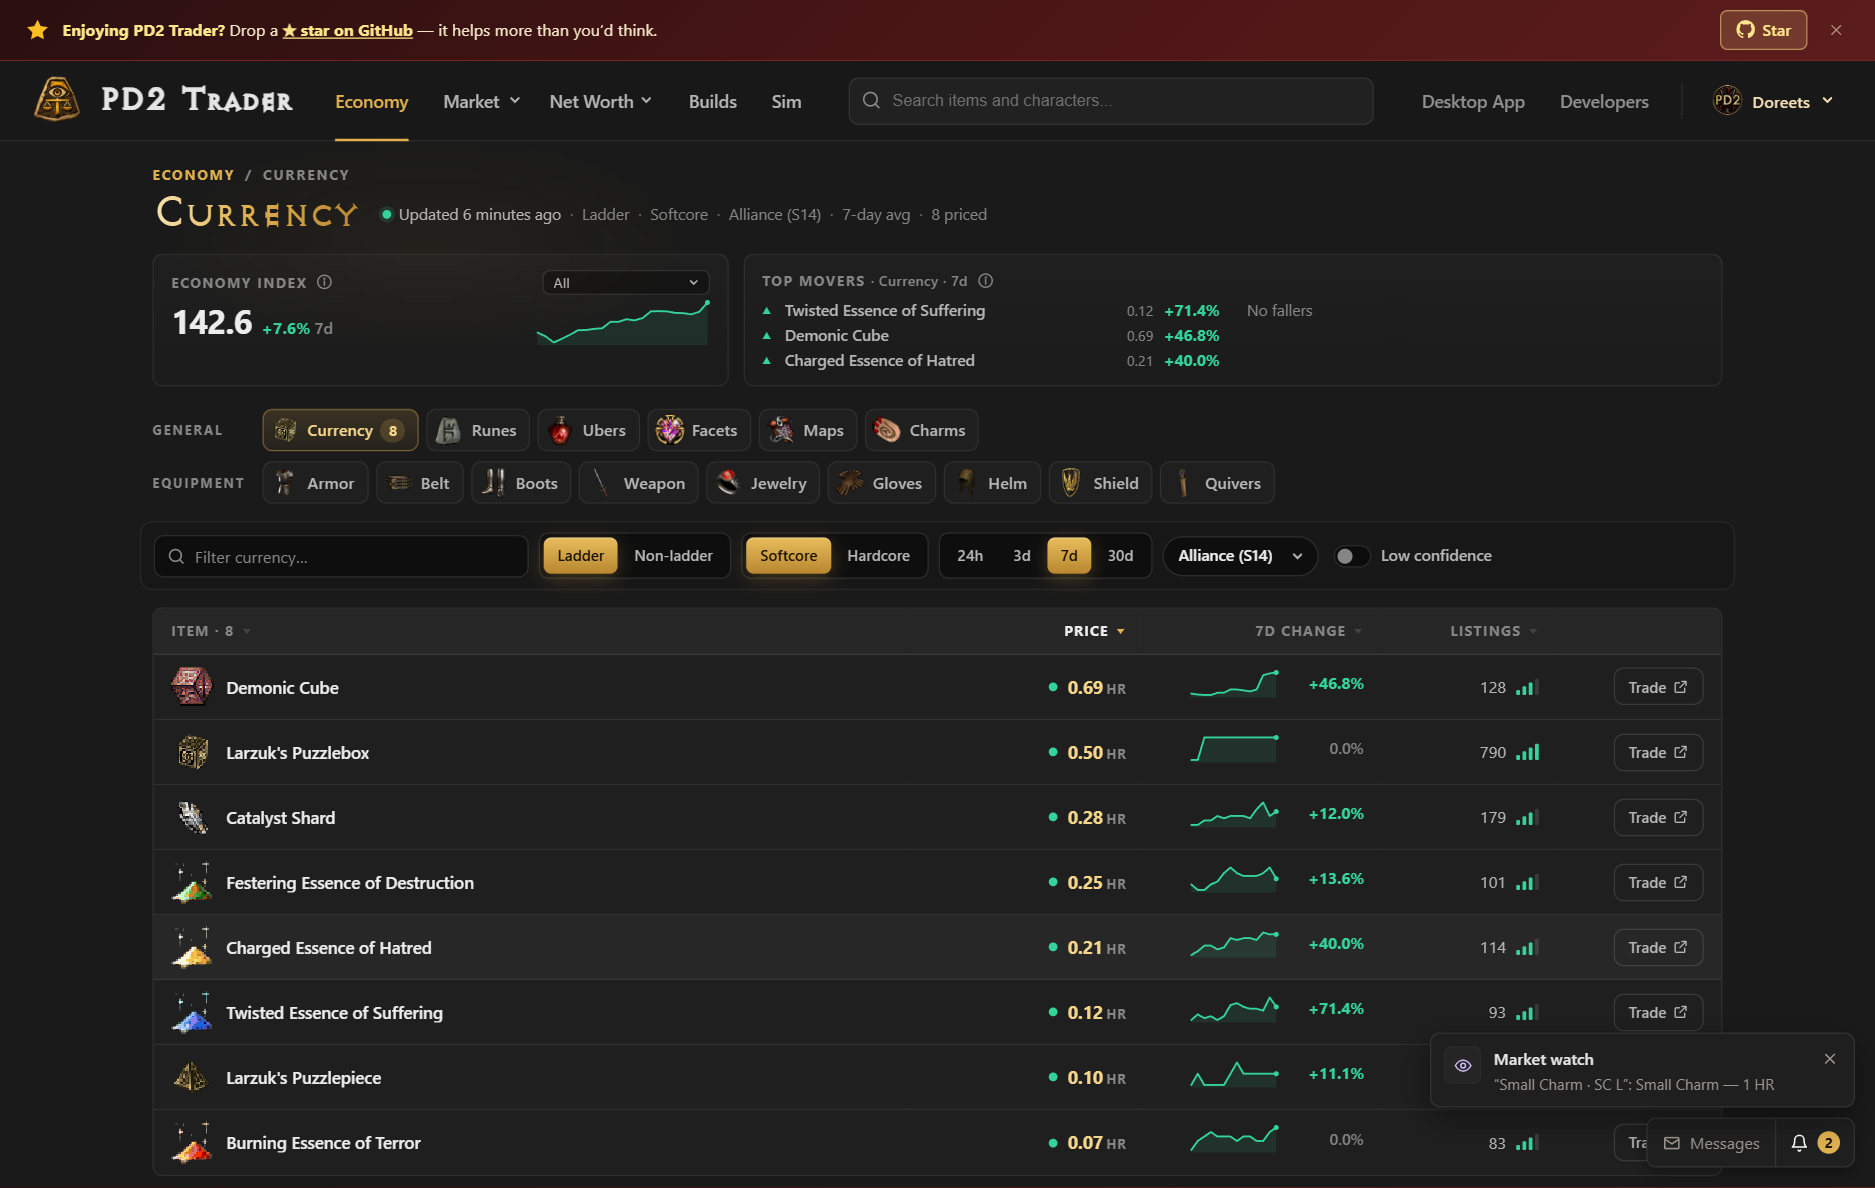 Enjoying PD2 Trader? Drop a ★ star on GitHub — it helps more than you'd think.
Star
PD2 Trader
Economy
Market
Net Worth
Builds
Sim
Search items and characters...
Desktop App
Developers
PD2
Doreets
ECONOMY / CURRENCY
Currency
Updated 6 minutes ago · Ladder · Softcore · Alliance (S14) · 7-day avg · 8 priced
ECONOMY INDEX
All
142.6 +7.6% 7d
TOP MOVERS · Currency · 7d
Twisted Essence of Suffering 0.12 +71.4% No fallers
Demonic Cube 0.69 +46.8%
Charged Essence of Hatred 0.21 +40.0%
GENERAL Currency 8 Runes Ubers Facets Maps Charms
EQUIPMENT Armor Belt Boots Weapon Jewelry Gloves Helm Shield Quivers
Filter currency... Ladder Non-ladder Softcore Hardcore 24h 3d 7d 30d Alliance (S14) Low confidence
ITEM · 8 PRICE 7D CHANGE LISTINGS
Demonic Cube 0.69 HR +46.8% 128 Trade
Larzuk's Puzzlebox 0.50 HR 0.0% 790 Trade
Catalyst Shard 0.28 HR +12.0% 179 Trade
Festering Essence of Destruction 0.25 HR +13.6% 101 Trade
Charged Essence of Hatred 0.21 HR +40.0% 114 Trade
Twisted Essence of Suffering 0.12 HR +71.4% 93 Trade
Larzuk's Puzzlepiece 0.10 HR +11.1%
Burning Essence of Terror 0.07 HR 0.0% 83 Tra
Market watch
"Small Charm · SC L": Small Charm — 1 HR
Messages
2